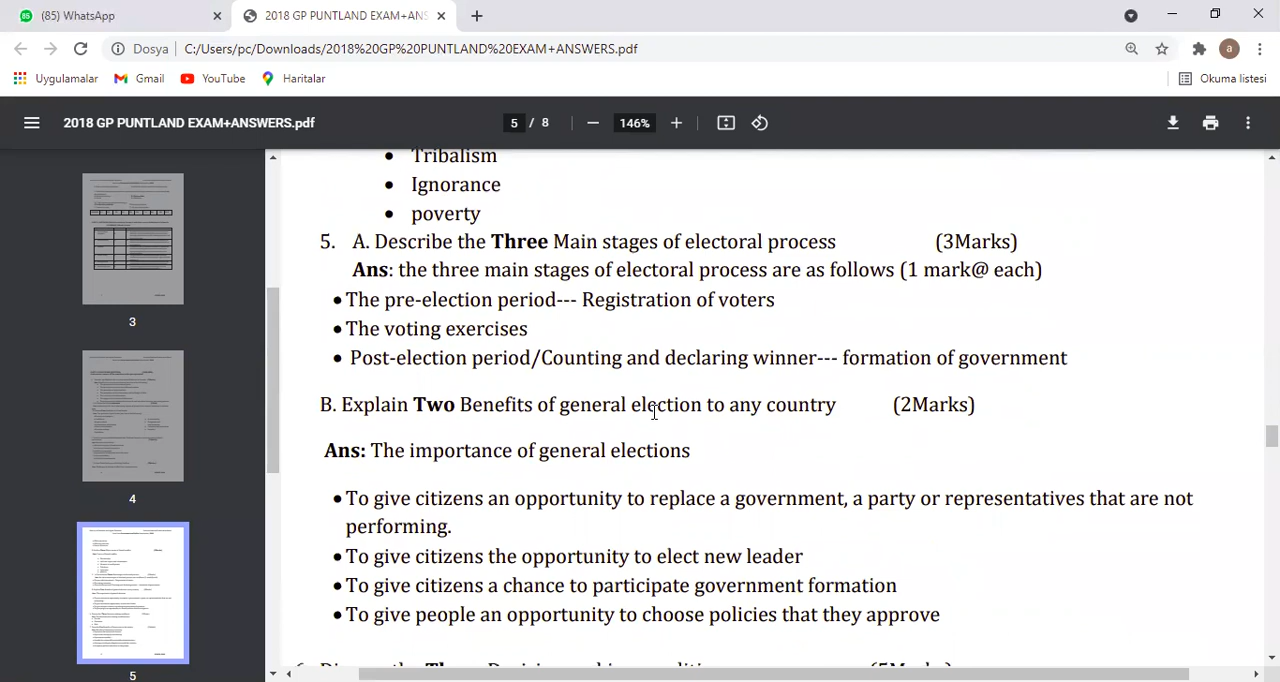 (85) WhatsApp
2018 GP PUNTLAND EXAM+ANS
Dosya | C:/Users/pc/Downloads/2018%20GP%20PUNTLAND%20EXAM+ANSWERS.pdf
a
Uygulamalar Gmail YouTube Haritalar Okuma listesi
2018 GP PUNTLAND EXAM+ANSWERS.pdf 5 / 8 146%
• Tribalism
• Ignorance
• poverty
5. A. Describe the Three Main stages of electoral process (3Marks)
Ans: the three main stages of electoral process are as follows (1 mark@ each)
• The pre-election period--- Registration of voters
• The voting exercises
• Post-election period/Counting and declaring winner--- formation of government
B. Explain Two Benefits of general election to any country (2Marks)
Ans: The importance of general elections
• To give citizens an opportunity to replace a government, a party or representatives that are not
performing.
• To give citizens the opportunity to elect new leader
• To give citizens a chance to participate government formation
• To give people an opportunity to choose policies that they approve
3
4
5